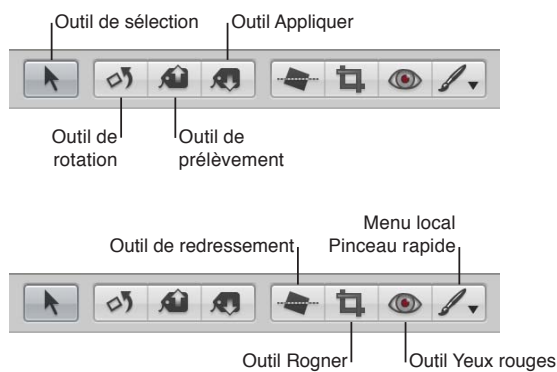 Outil de sélection
Outil Appliquer
Outil de
rotation
Outil de
prélèvement
Menu local
Pinceau rapide
Outil de redressement
Outil Rogner
Outil Yeux rouges